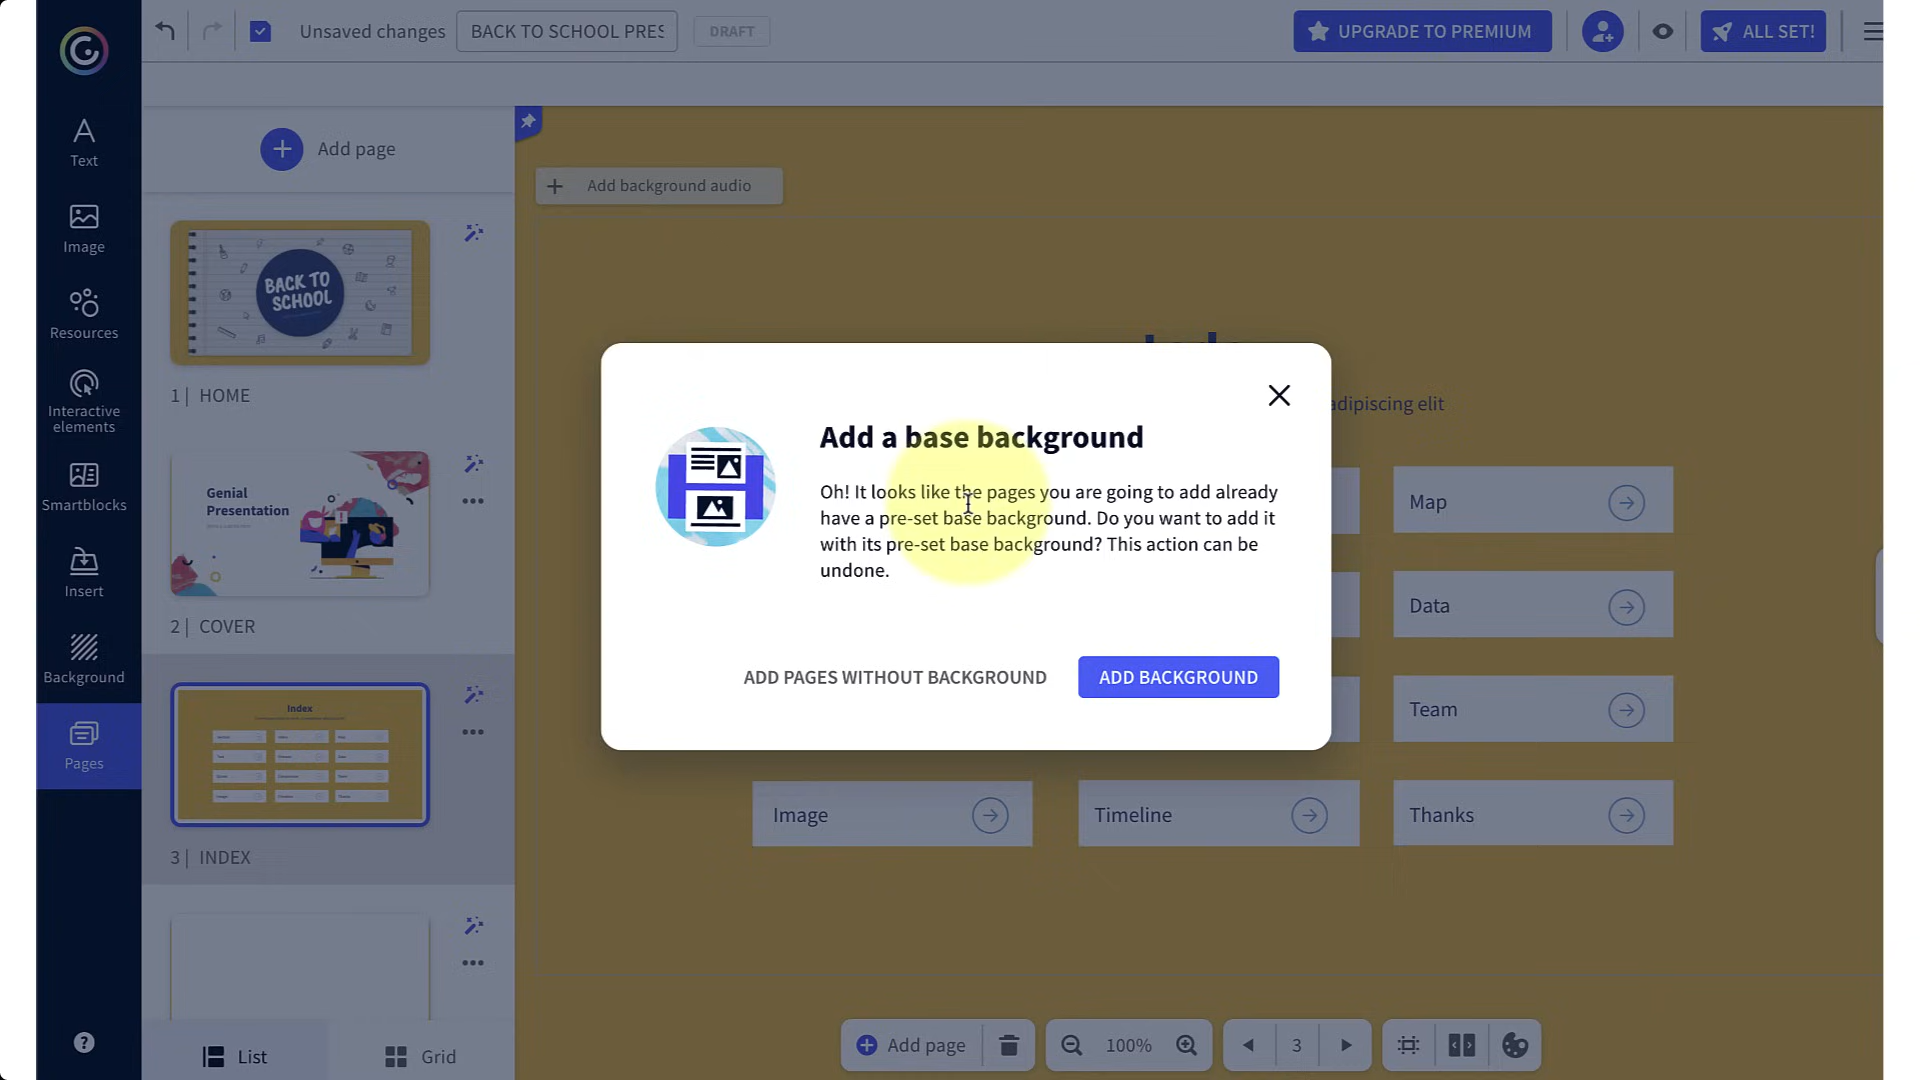 Unsaved changes
BACK TO SCHOOL PRES
DRAFT
UPGRADE TO PREMIUM
ALL SET!
Text
Image
Resources
Interactive
elements
Smartblocks
Insert
Background
Pages
Add page
BACK TO
SCHOOL
1 | HOME
Genial
Presentation
2 | COVER
Index
3 | INDEX
List
Grid
Add background audio
adipiscing elit
Add a base background
Oh! It looks like the pages you are going to add already
have a pre-set base background. Do you want to add it
with its pre-set base background? This action can be
undone.
ADD PAGES WITHOUT BACKGROUND
ADD BACKGROUND
Map
Data
Team
Image
Timeline
Thanks
Add page
100%
3